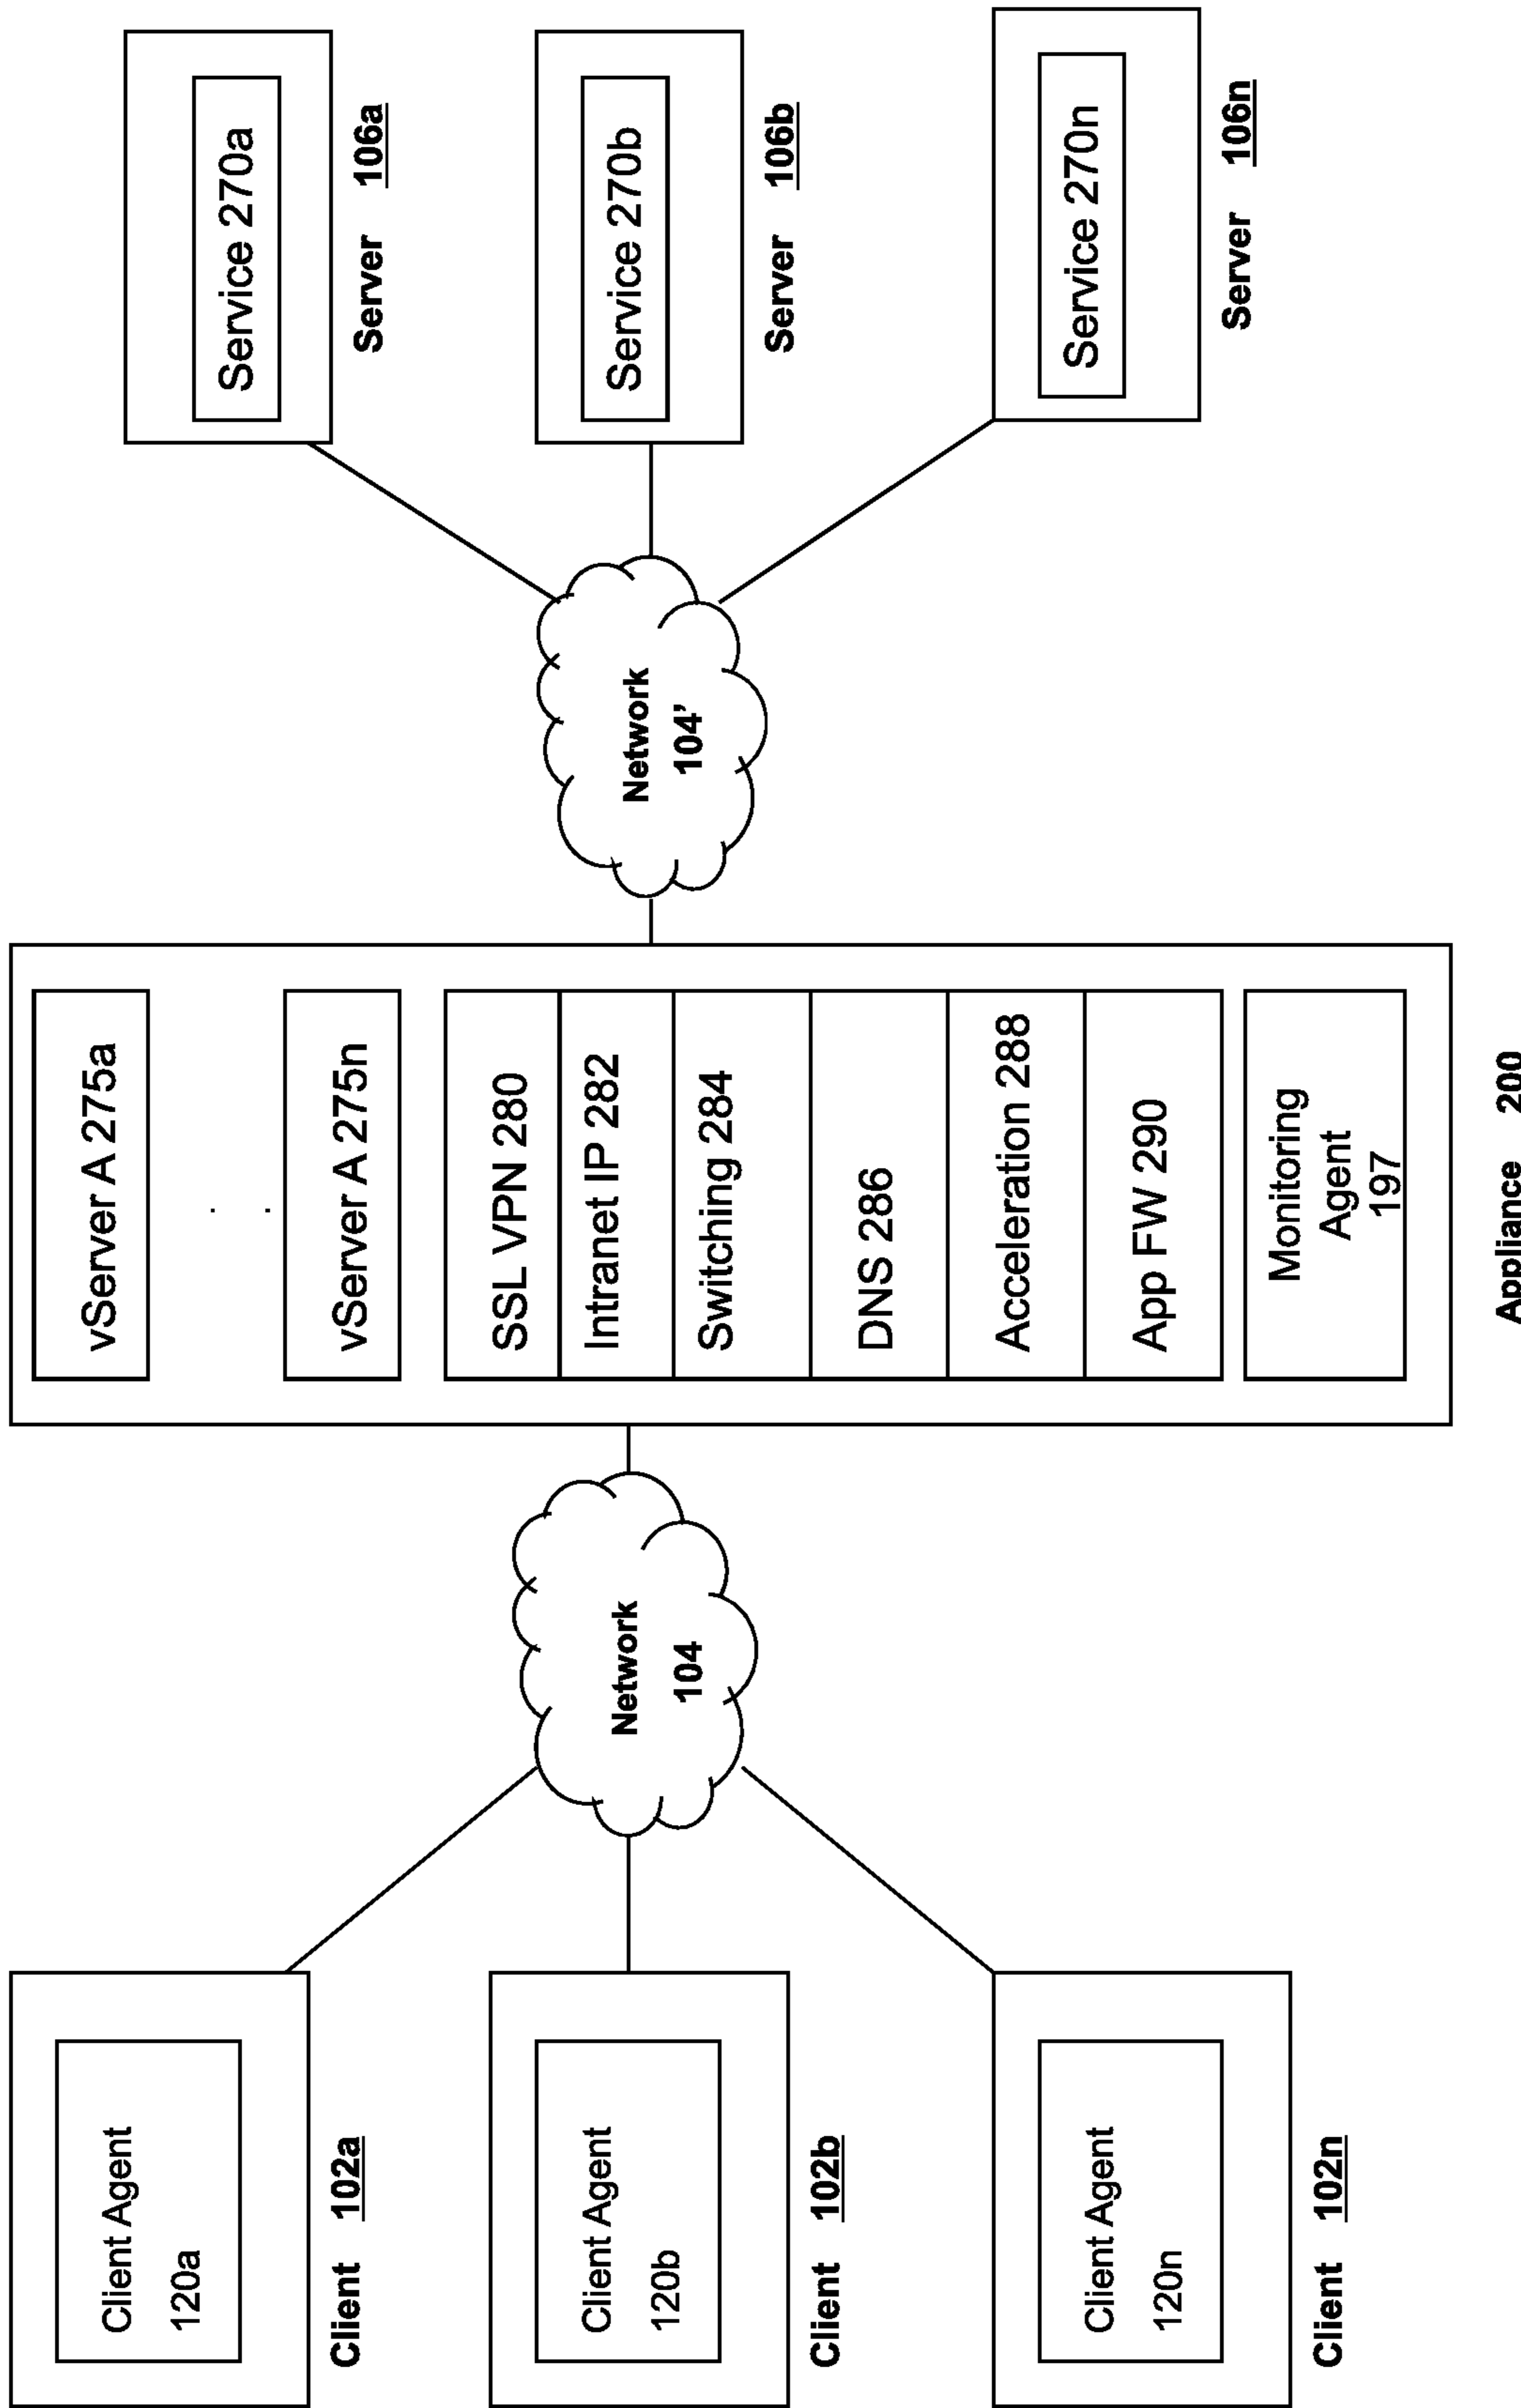 Client Agent
120a
Client 102a
Client Agent
120b
Client 102b
Client Agent
120n
Client 102n
Network
104
vServer A 275a
.
.
vServer A 275n
SSL VPN 280
Intranet IP 282
Switching 284
DNS 286
Acceleration 288
App FW 290
Monitoring
Agent
197
Appliance 200
Network
104’
Service 270a
Server 106a
Service 270b
Server 106b
Service 270n
Server 106n